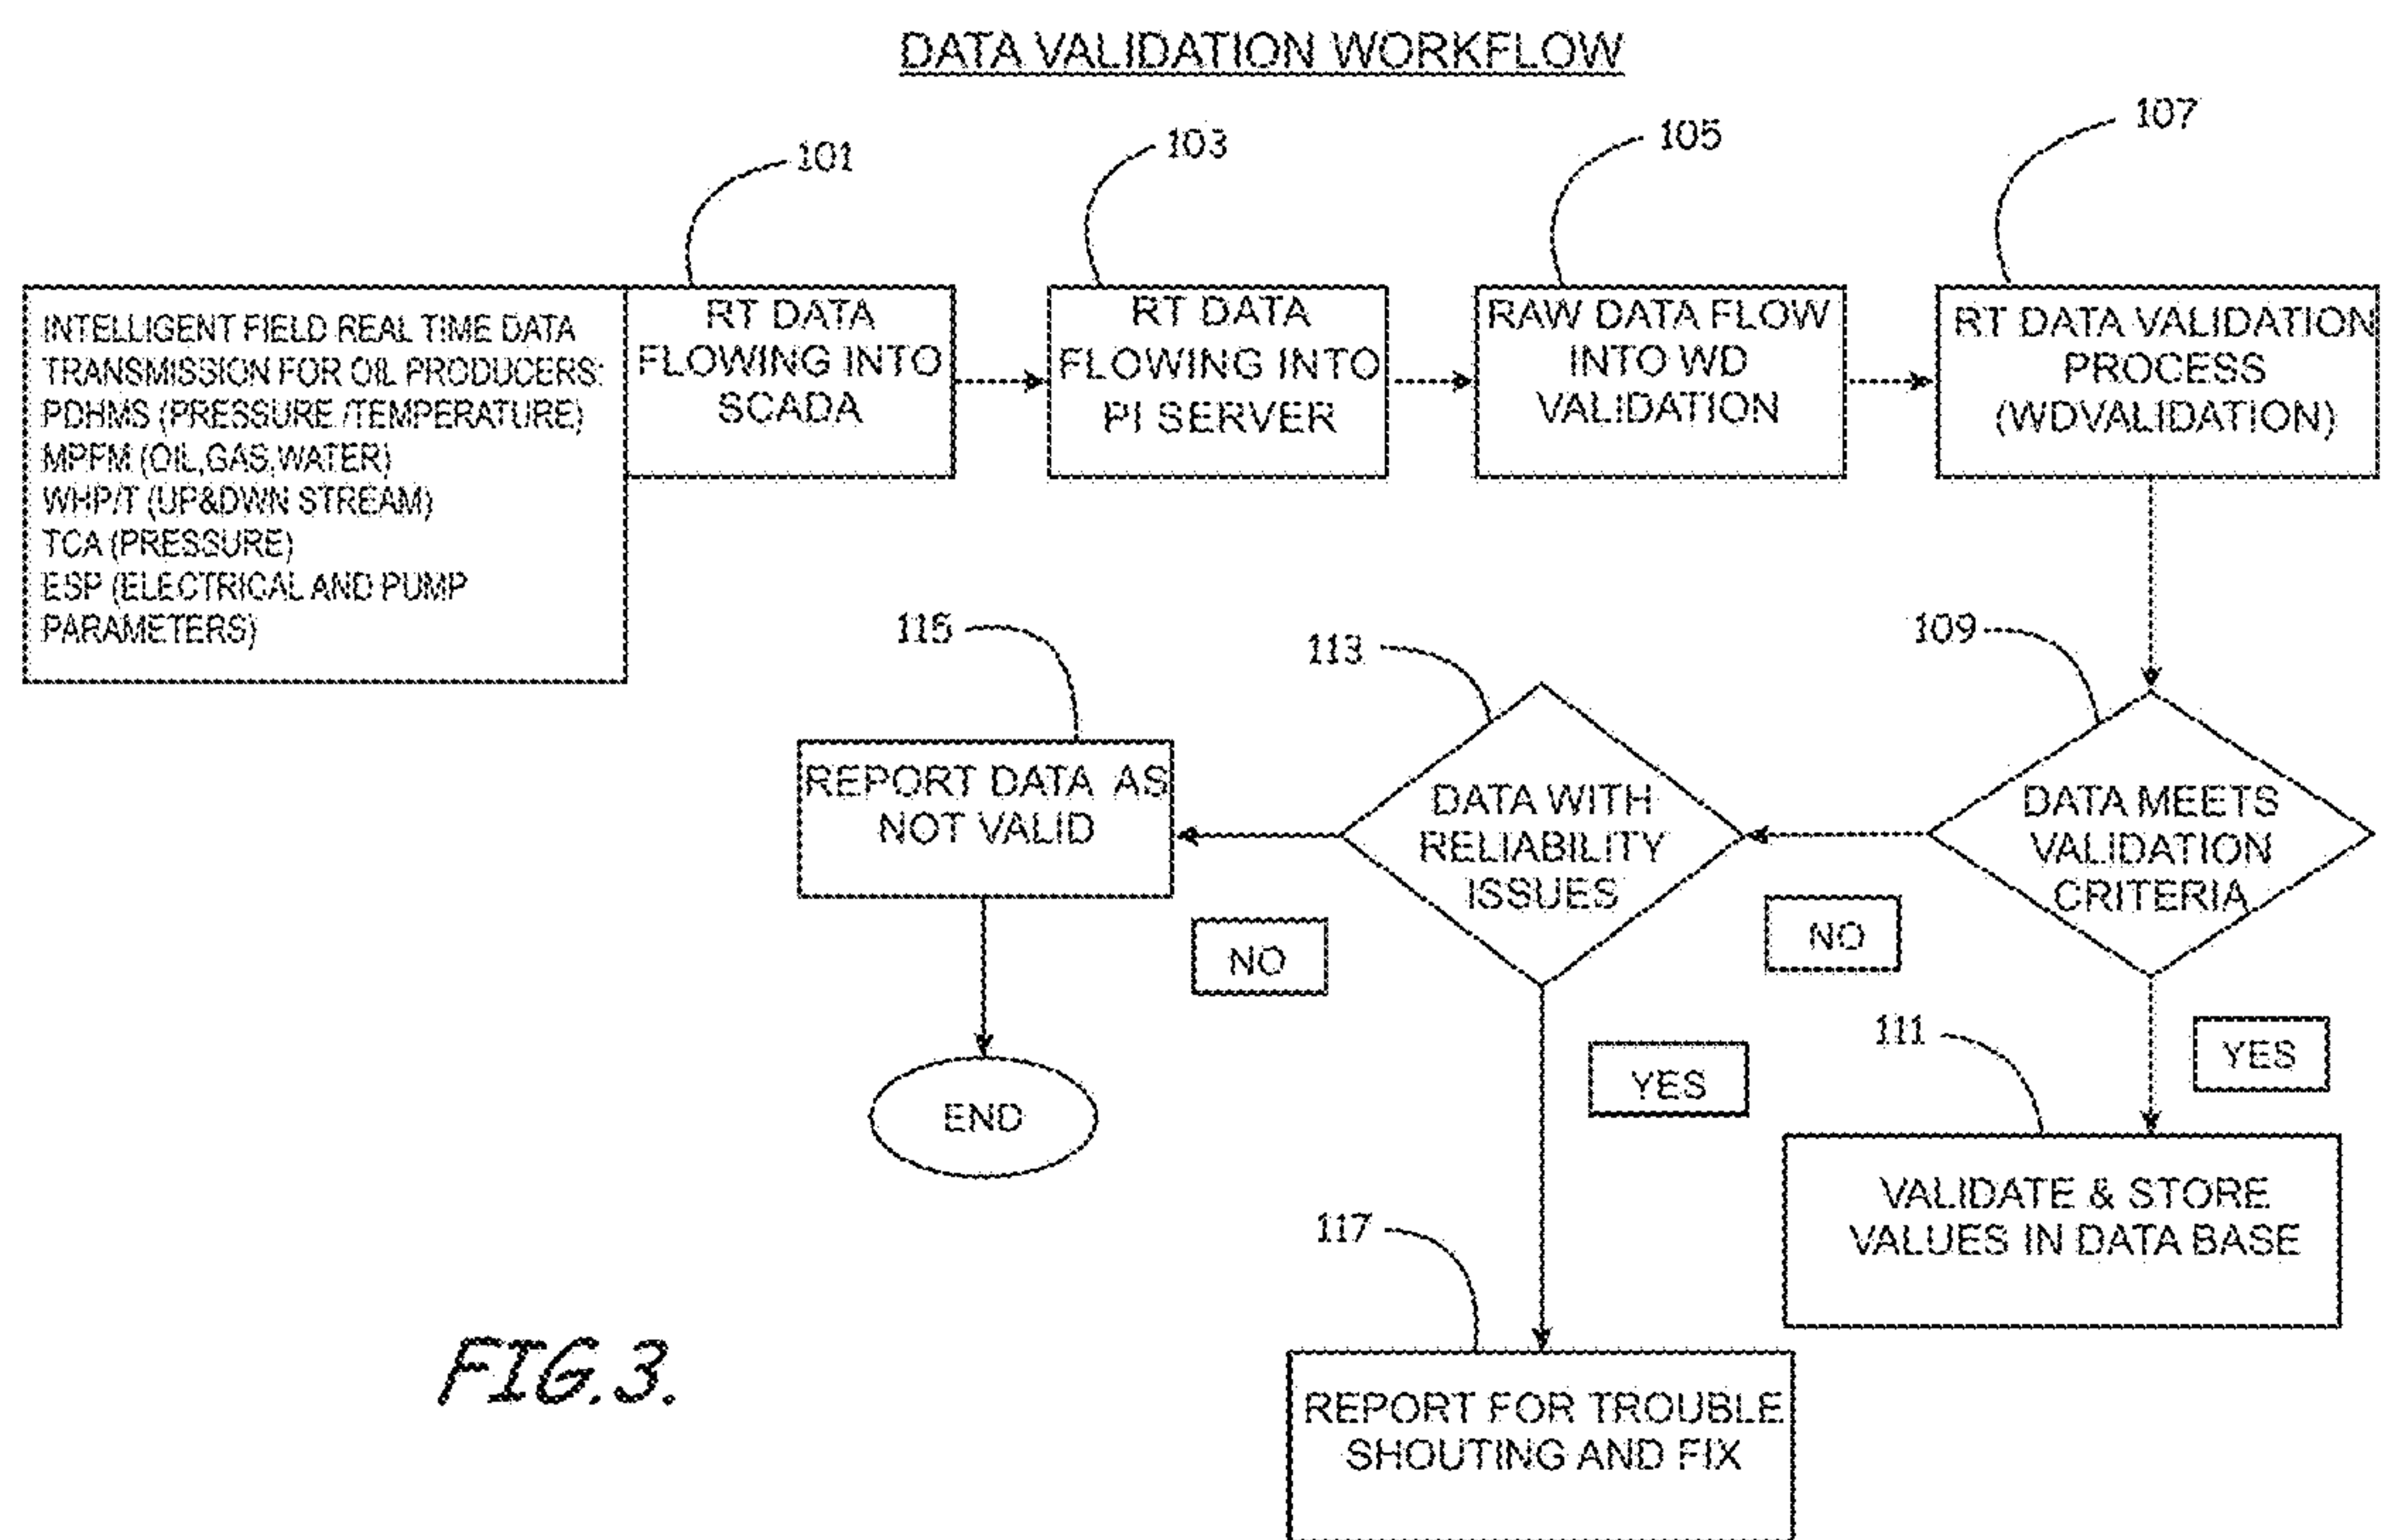 DATA VALIDATION WORKFLOW
101
103
105
107
INTELLIGENT FIELD REAL TIME DATA
TRANSMISSION FOR OIL PRODUCERS:
PDHMS (PRESSURE /TEMPERATURE)
MPFM (OIL,GAS,WATER)
WHP/T (UP&DWN STREAM)
TCA (PRESSURE)
ESP (ELECTRICAL AND PUMP
PARAMETERS)
RT DATA
FLOWING INTO
SCADA
RT DATA
FLOWING INTO
PI SERVER
RAW DATA FLOW
INTO WD
VALIDATION
RT DATA VALIDATION
PROCESS
(WDVALIDATION)
115
113
109
REPORT DATA AS
NOT VALID
DATA WITH
RELIABILITY
ISSUES
DATA MEETS
VALIDATION
CRITERIA
NO
NO
END
YES
111
YES
VALIDATE & STORE
VALUES IN DATA BASE
117
REPORT FOR TROUBLE
SHOUTING AND FIX
FIG.3.